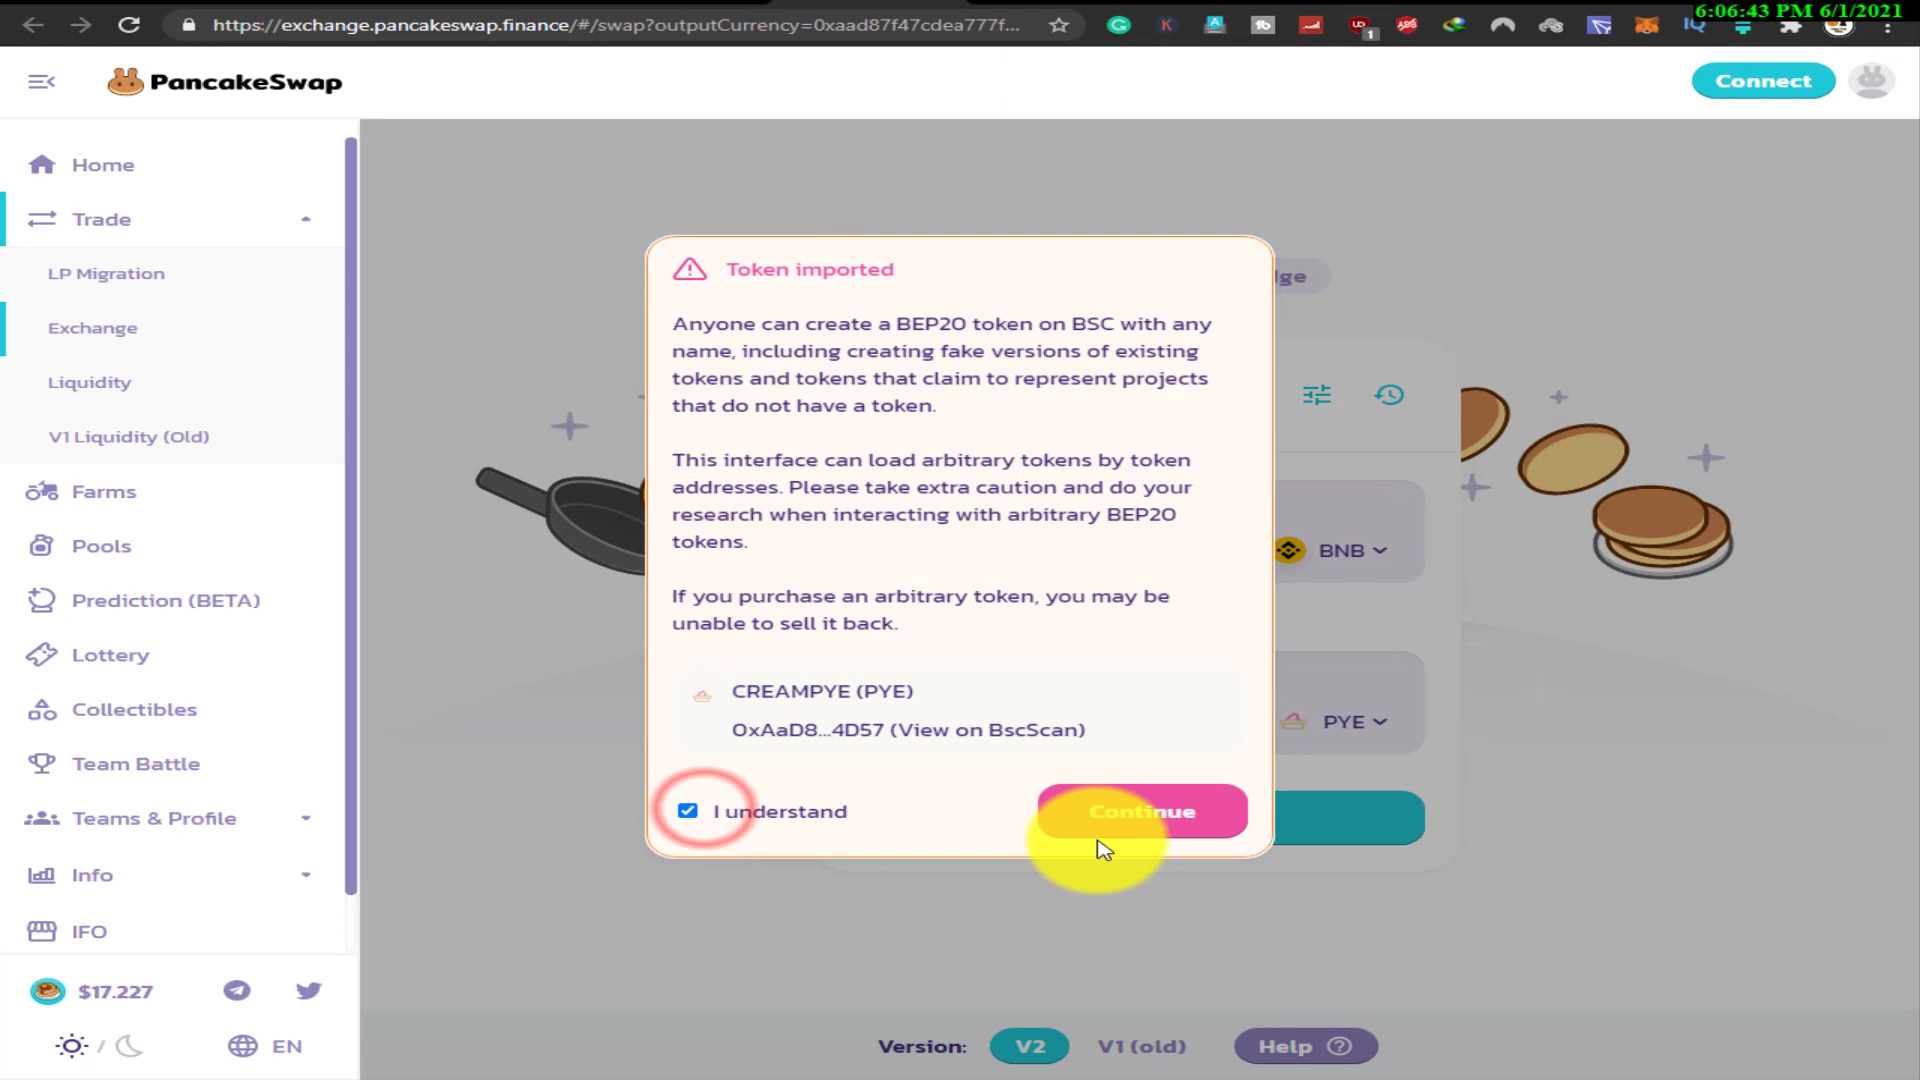 6:06:43 PM 6/1/2021
https://exchange.pancakeswap.finance/#/swap?outputCurrency=0xaad87f47cdea777f...
PancakeSwap
Connect
Home
Trade
LP Migration
Exchange
Liquidity
V1 Liquidity (Old)
Farms
Pools
Prediction (BETA)
Lottery
Collectibles
Team Battle
Teams & Profile
Info
IFO
$17.227
/
EN
Token imported
Anyone can create a BEP20 token on BSC with any
name, including creating fake versions of existing
tokens and tokens that claim to represent projects
that do not have a token.
This interface can load arbitrary tokens by token
addresses. Please take extra caution and do your
research when interacting with arbitrary BEP20
tokens.
If you purchase an arbitrary token, you may be
unable to sell it back.
CREAMPYE (PYE)
0xAaD8...4D57 (View on BscScan)
I understand
Continue
BNB
PYE
Version:
V2
V1 (old)
Help